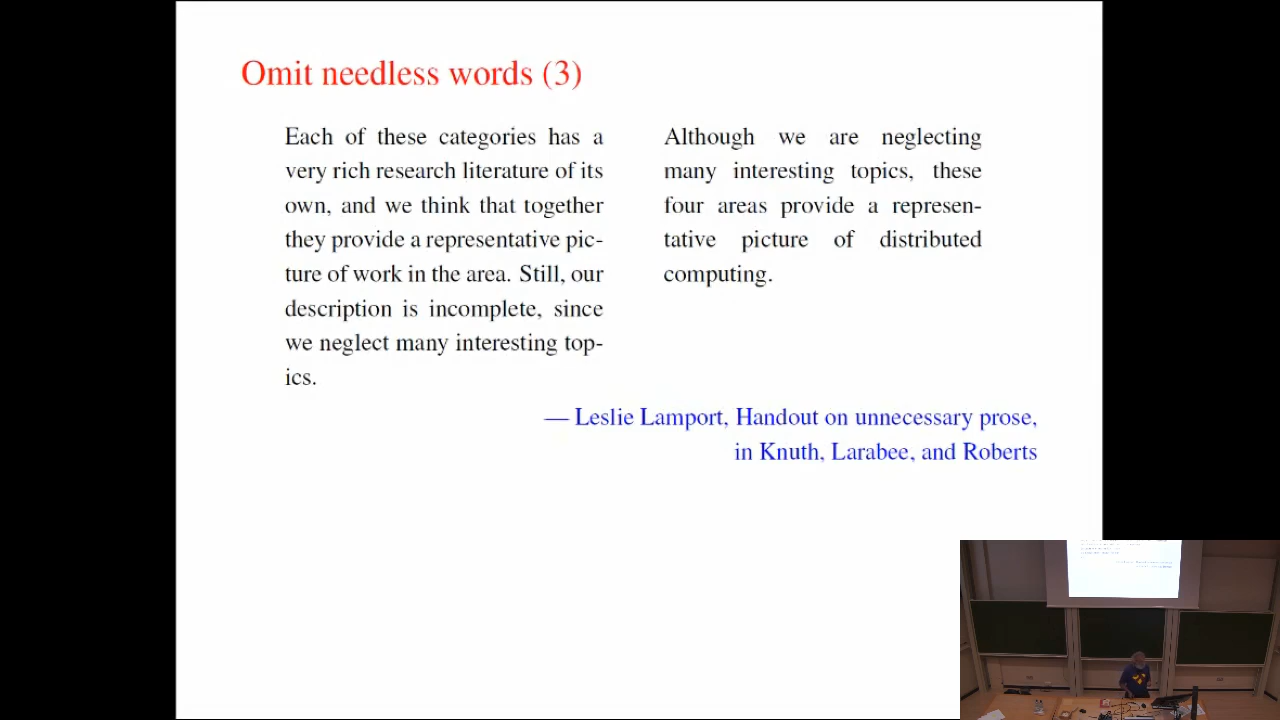 Omit needless words (3)
Each of these categories has a
very rich research literature of its
own, and we think that together
they provide a representative pic-
ture of work in the area. Still, our
description is incomplete, since
we neglect many interesting top-
ics.
Although we are neglecting
many interesting topics, these
four areas provide a represen-
tative picture of distributed
computing.
— Leslie Lamport, Handout on unnecessary prose,
in Knuth, Larabee, and Roberts